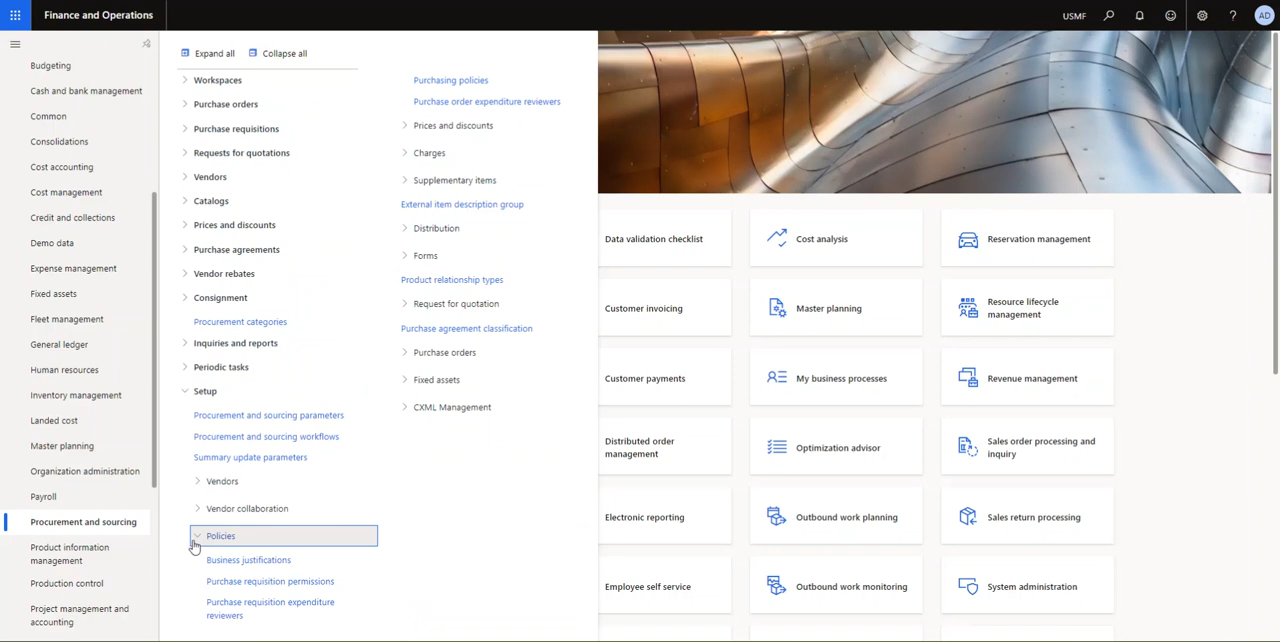 Finance and Operations
USMF
?
AD
Budgeting
Cash and bank management
Common
Consolidations
Cost accounting
Cost management
Credit and collections
Demo data
Expense management
Fixed assets
Fleet management
General ledger
Human resources
Inventory management
Landed cost
Master planning
Organization administration
Payroll
Procurement and sourcing
Product information
management
Production control
Project management and
accounting
Expand all
Collapse all
Workspaces
Purchase orders
Purchase requisitions
Requests for quotations
Vendors
Catalogs
Prices and discounts
Purchase agreements
Vendor rebates
Consignment
Procurement categories
Inquiries and reports
Periodic tasks
Setup
Procurement and sourcing parameters
Procurement and sourcing workflows
Summary update parameters
Vendors
Vendor collaboration
Policies
Business justifications
Purchase requisition permissions
Purchase requisition expenditure
reviewers
Purchasing policies
Purchase order expenditure reviewers
Prices and discounts
Charges
Supplementary items
External item description group
Distribution
Forms
Product relationship types
Request for quotation
Purchase agreement classification
Purchase orders
Fixed assets
CXML Management
Data validation checklist
Cost analysis
Reservation management
Customer invoicing
Master planning
Resource lifecycle
management
Customer payments
My business processes
Revenue management
Distributed order
management
Optimization advisor
Sales order processing and
inquiry
Electronic reporting
Outbound work planning
Sales return processing
Employee self service
Outbound work monitoring
System administration